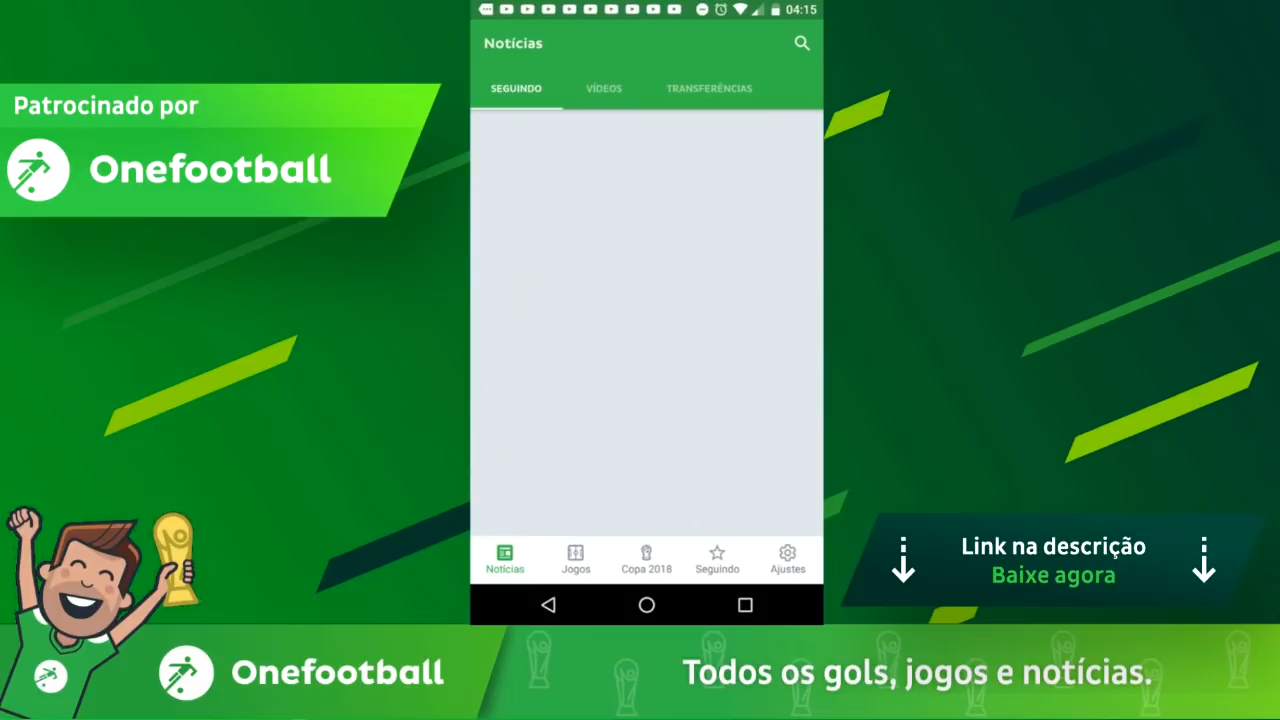 04:15
Notícias
SEGUINDO VÍDEOS TRANSFERÊNCIAS
Patrocinado por
Onefootball
Notícias Jogos Copa 2018 Seguindo Ajustes
Link na descrição
Baixe agora
Onefootball
Todos os gols, jogos e notícias.